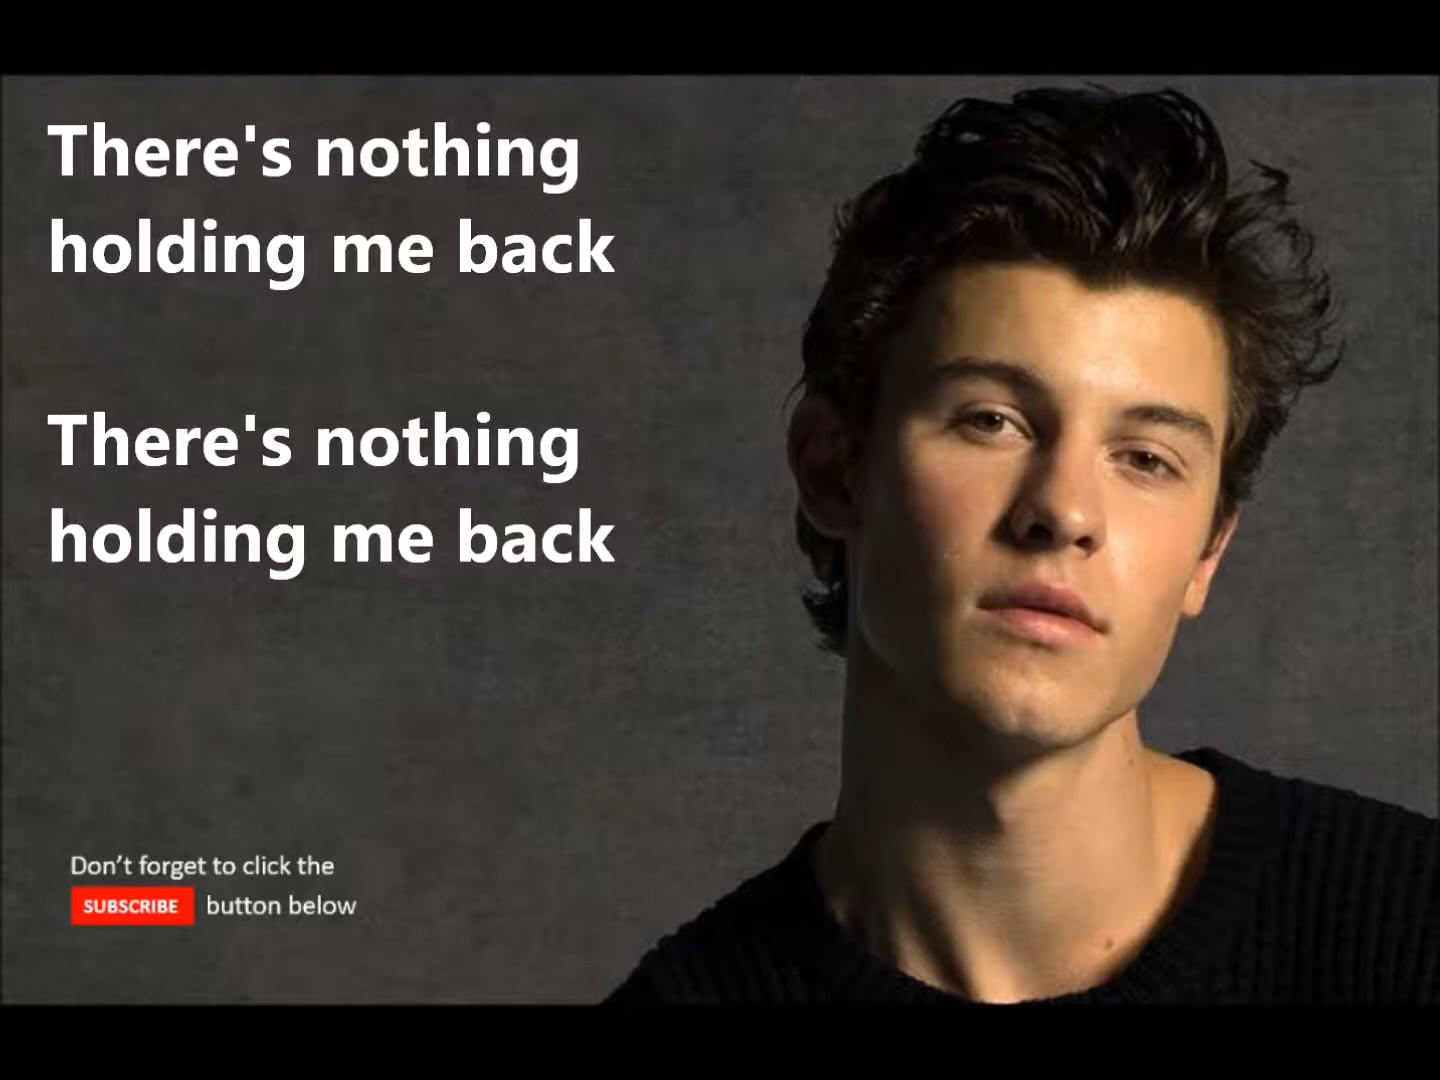 There's nothing
holding me back
There's nothing
holding me back
Don’t forget to click the
SUBSCRIBE button below